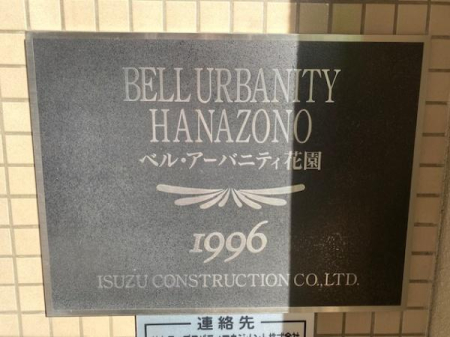 BELL URBANITY
HANAZONO
ベル・アーバニティ花園
1996
ISUZU CONSTRUCTION CO.,LTD.
連絡先